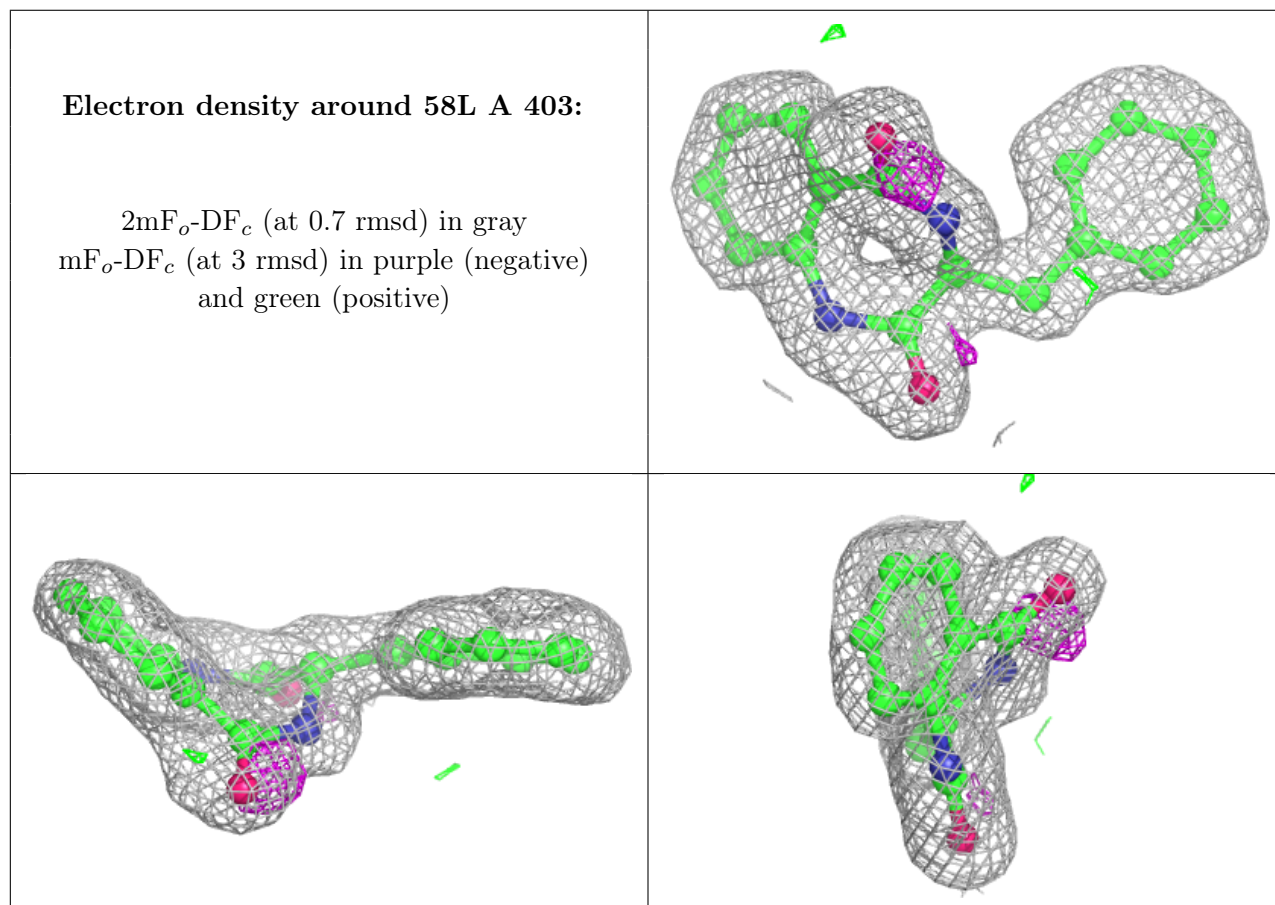 Electron density around 58L A 403:
2mFₒ-DF𝒸 (at 0.7 rmsd) in gray
mFₒ-DF𝒸 (at 3 rmsd) in purple (negative)
and green (positive)